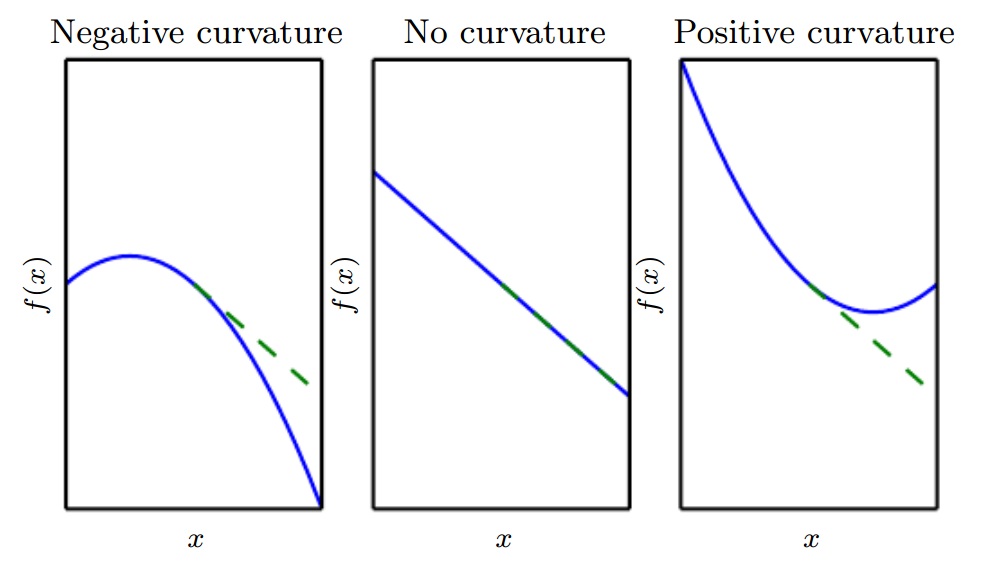 Negative curvature
No curvature
Positive curvature
f(x)
f(x)
f(x)
x
x
x